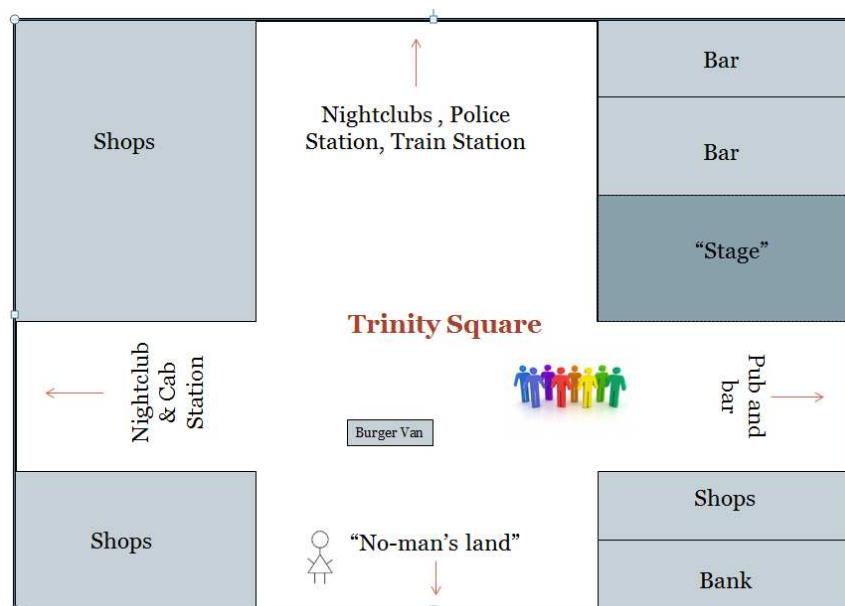 Bar
Nightclubs , Police
Station, Train Station
Shops
Bar
“Stage”
Trinity Square
Nightclub
& Cab
Station
Pub and
bar
Burger Van
Shops
Shops
“No-man’s land”
Bank